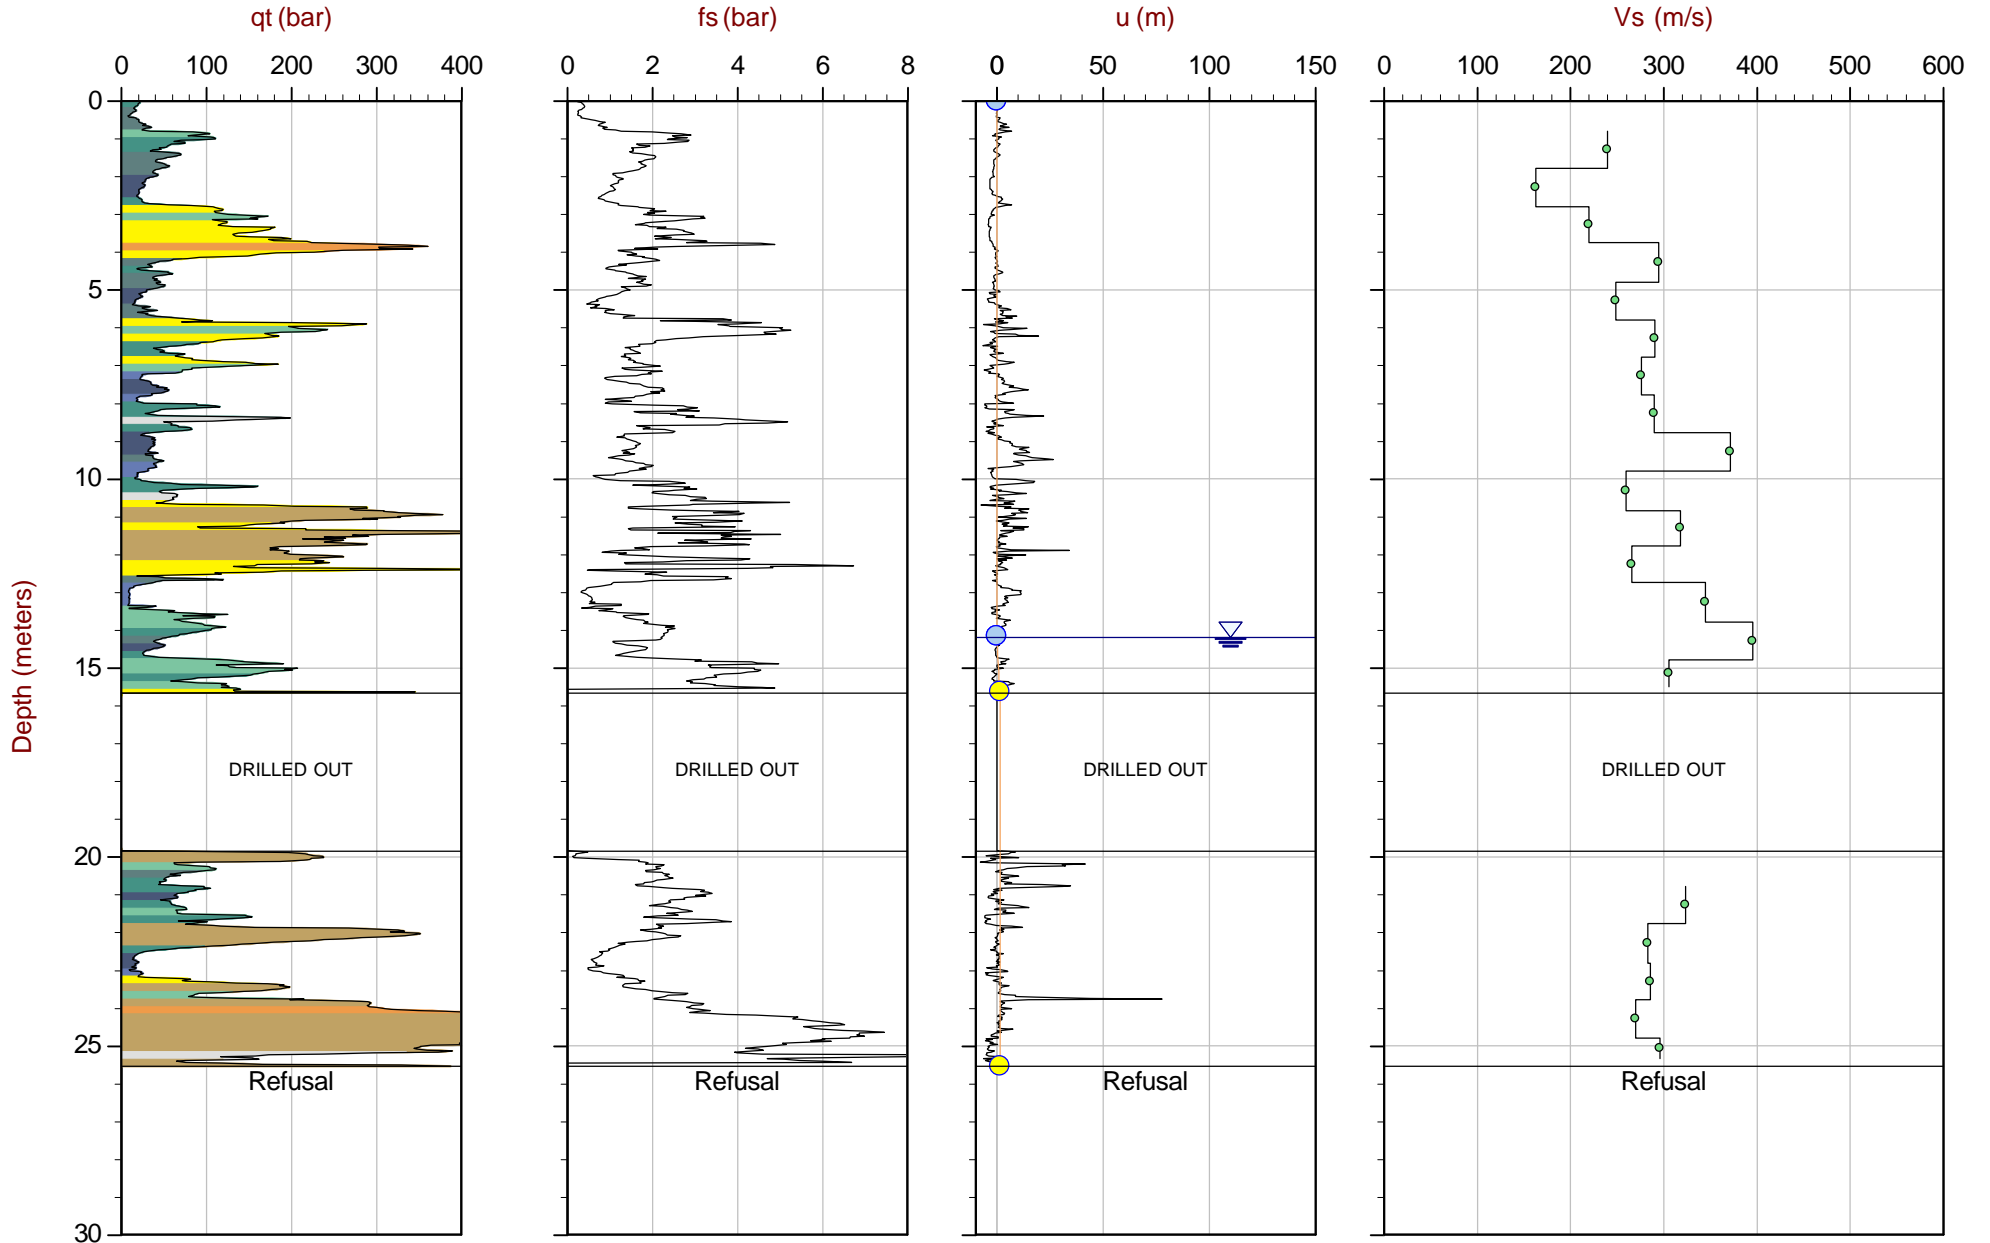 qt (bar) fs (bar) u (m) Vs (m/s)
0 100 200 300 400 0 2 4 6 8 0 50 100 150 0 100 200 300 400 500 600
0
5
10
15
20
25
30
Depth (meters)
DRILLED OUT DRILLED OUT DRILLED OUT DRILLED OUT
Refusal Refusal Refusal Refusal